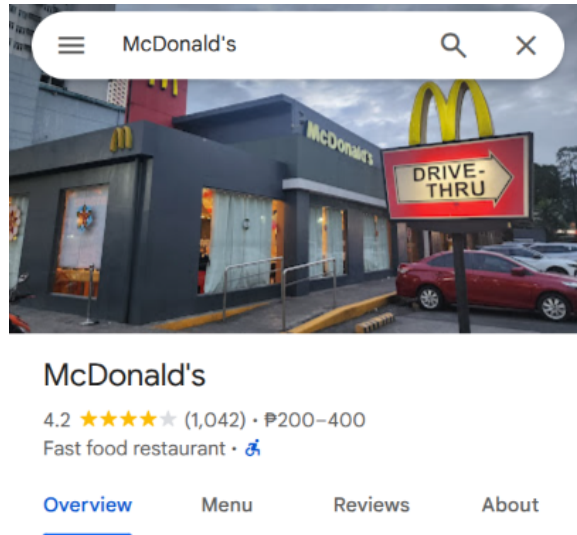 McDonald's
McDonald's
DRIVE-
THRU
McDonald's
4.2 ★★★★★ (1,042) · ₱200–400
Fast food restaurant ·
Overview Menu Reviews About